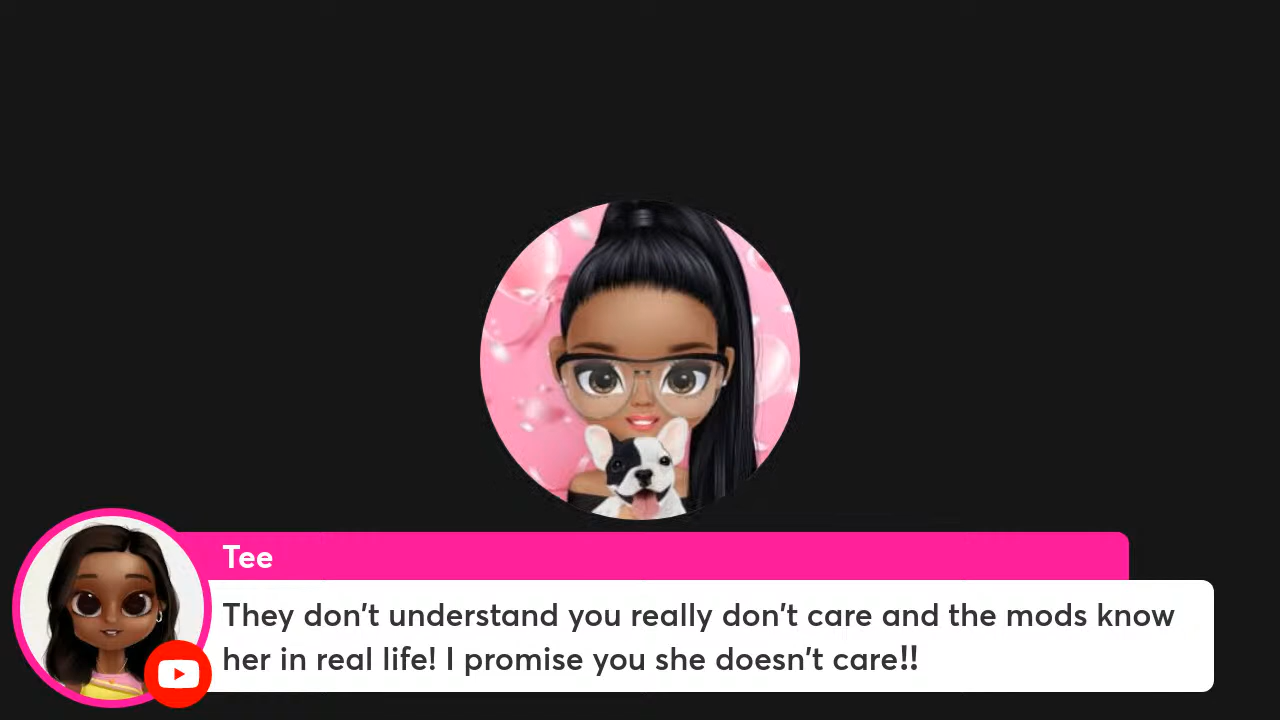 Tee
They don't understand you really don't care and the mods know
her in real life! I promise you she doesn't care!!